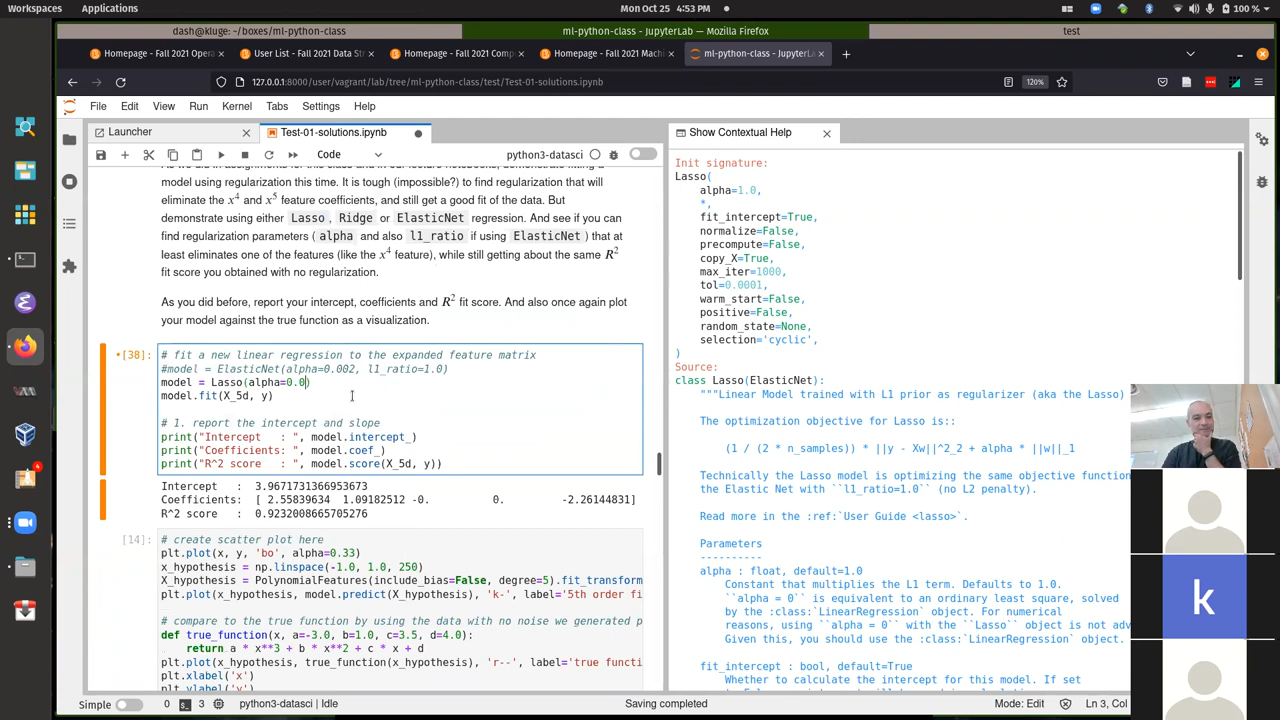 Workspaces Applications Mon Oct 25 4:53 PM 100 %
dash@kluge: ~/boxes/ml-python-class ml-python-class - JupyterLab — Mozilla Firefox test
Homepage - Fall 2021 Opera User List - Fall 2021 Data Str Homepage - Fall 2021 Comp Homepage - Fall 2021 Machi ml-python-class - JupyterLab
127.0.0.1:8000/user/vagrant/lab/tree/ml-python-class/test/Test-01-solutions.ipynb 120%
File Edit View Run Kernel Tabs Settings Help
Launcher Test-01-solutions.ipynb Show Contextual Help
Code python3-datasci
model using regularization this time. It is tough (impossible?) to find regularization that will
eliminate the x⁴ and x⁵ feature coefficients, and still get a good fit of the data. But
demonstrate using either Lasso , Ridge or ElasticNet regression. And see if you can
find regularization parameters ( alpha and also l1_ratio if using ElasticNet ) that at
least eliminates one of the features (like the x⁴ feature), while still getting about the same R²
fit score you obtained with no regularization.
As you did before, report your intercept, coefficients and R² fit score. And also once again plot
your model against the true function as a visualization.
[38]: # fit a new linear regression to the expanded feature matrix
#model = ElasticNet(alpha=0.002, l1_ratio=1.0)
model = Lasso(alpha=0.0)
model.fit(X_5d, y)
# 1. report the intercept and slope
print("Intercept   : ", model.intercept_)
print("Coefficients: ", model.coef_)
print("R^2 score   : ", model.score(X_5d, y))
Intercept   :  3.9671731366953673
Coefficients:  [ 2.55839634  1.09182512 -0.          0.         -2.26144831]
R^2 score   :  0.9232008665705276
[14]: # create scatter plot here
plt.plot(x, y, 'bo', alpha=0.33)
x_hypothesis = np.linspace(-1.0, 1.0, 250)
X_hypothesis = PolynomialFeatures(include_bias=False, degree=5).fit_transform
plt.plot(x_hypothesis, model.predict(X_hypothesis), 'k-', label='5th order fi
# compare to the true function by using the data with no noise we generated p
def true_function(x, a=-3.0, b=1.0, c=3.5, d=4.0):
return a * x**3 + b * x**2 + c * x + d
plt.plot(x_hypothesis, true_function(x_hypothesis), 'r--', label='true functi
plt.xlabel('x')
plt.ylabel('y')
Init signature:
Lasso(
alpha=1.0,
*,
fit_intercept=True,
normalize=False,
precompute=False,
copy_X=True,
max_iter=1000,
tol=0.0001,
warm_start=False,
positive=False,
random_state=None,
selection='cyclic',
)
Source:
class Lasso(ElasticNet):
"""Linear Model trained with L1 prior as regularizer (aka the Lasso)
The optimization objective for Lasso is::
(1 / (2 * n_samples)) * ||y - Xw||^2_2 + alpha * ||w||_1
Technically the Lasso model is optimizing the same objective function
the Elastic Net with ``l1_ratio=1.0`` (no L2 penalty).
Read more in the :ref:`User Guide <lasso>`.
Parameters
----------
alpha : float, default=1.0
Constant that multiplies the L1 term. Defaults to 1.0.
``alpha = 0`` is equivalent to an ordinary least square, solved
by the :class:`LinearRegression` object. For numerical
reasons, using ``alpha = 0`` with the ``Lasso`` object is not adv
Given this, you should use the :class:`LinearRegression` object.
fit_intercept : bool, default=True
Whether to calculate the intercept for this model. If set
k
Simple 0 3 python3-datasci | Idle Saving completed Mode: Edit Ln 3, Col